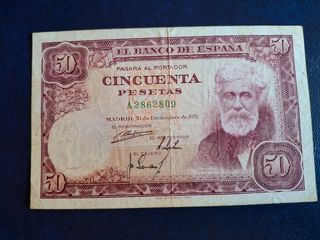 EL BANCO DE ESPAÑA
50
50
PAGARÁ AL PORTADOR
CINCUENTA
PESETAS
A2862809
MADRID, 31 de Diciembre de 1951
EL GOBERNADOR
EL INTERVENTOR
EL CAJERO
50
50